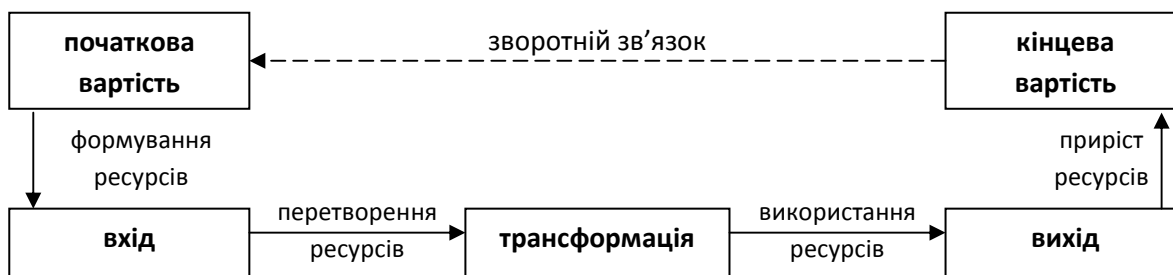 початкова
вартість
зворотній зв’язок
кінцева
вартість
формування
ресурсів
приріст
ресурсів
вхід
перетворення
ресурсів
трансформація
використання
ресурсів
вихід